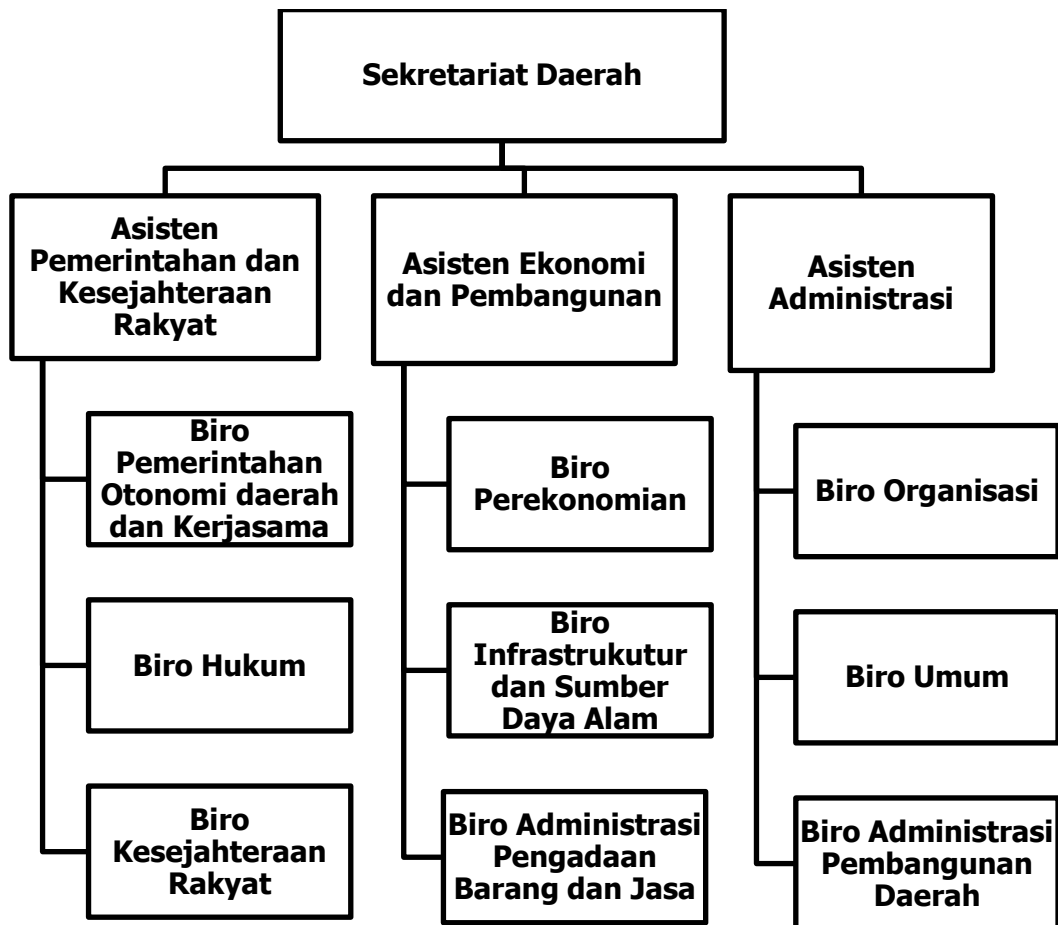 Sekretariat Daerah
Asisten
Pemerintahan dan
Kesejahteraan
Rakyat
Asisten Ekonomi
dan Pembangunan
Asisten
Administrasi
Biro
Pemerintahan
Otonomi daerah
dan Kerjasama
Biro
Perekonomian
Biro Organisasi
Biro Hukum
Biro
Infrastrukutur
dan Sumber
Daya Alam
Biro Umum
Biro
Kesejahteraan
Rakyat
Biro Administrasi
Pengadaan
Barang dan Jasa
Biro Administrasi
Pembangunan
Daerah